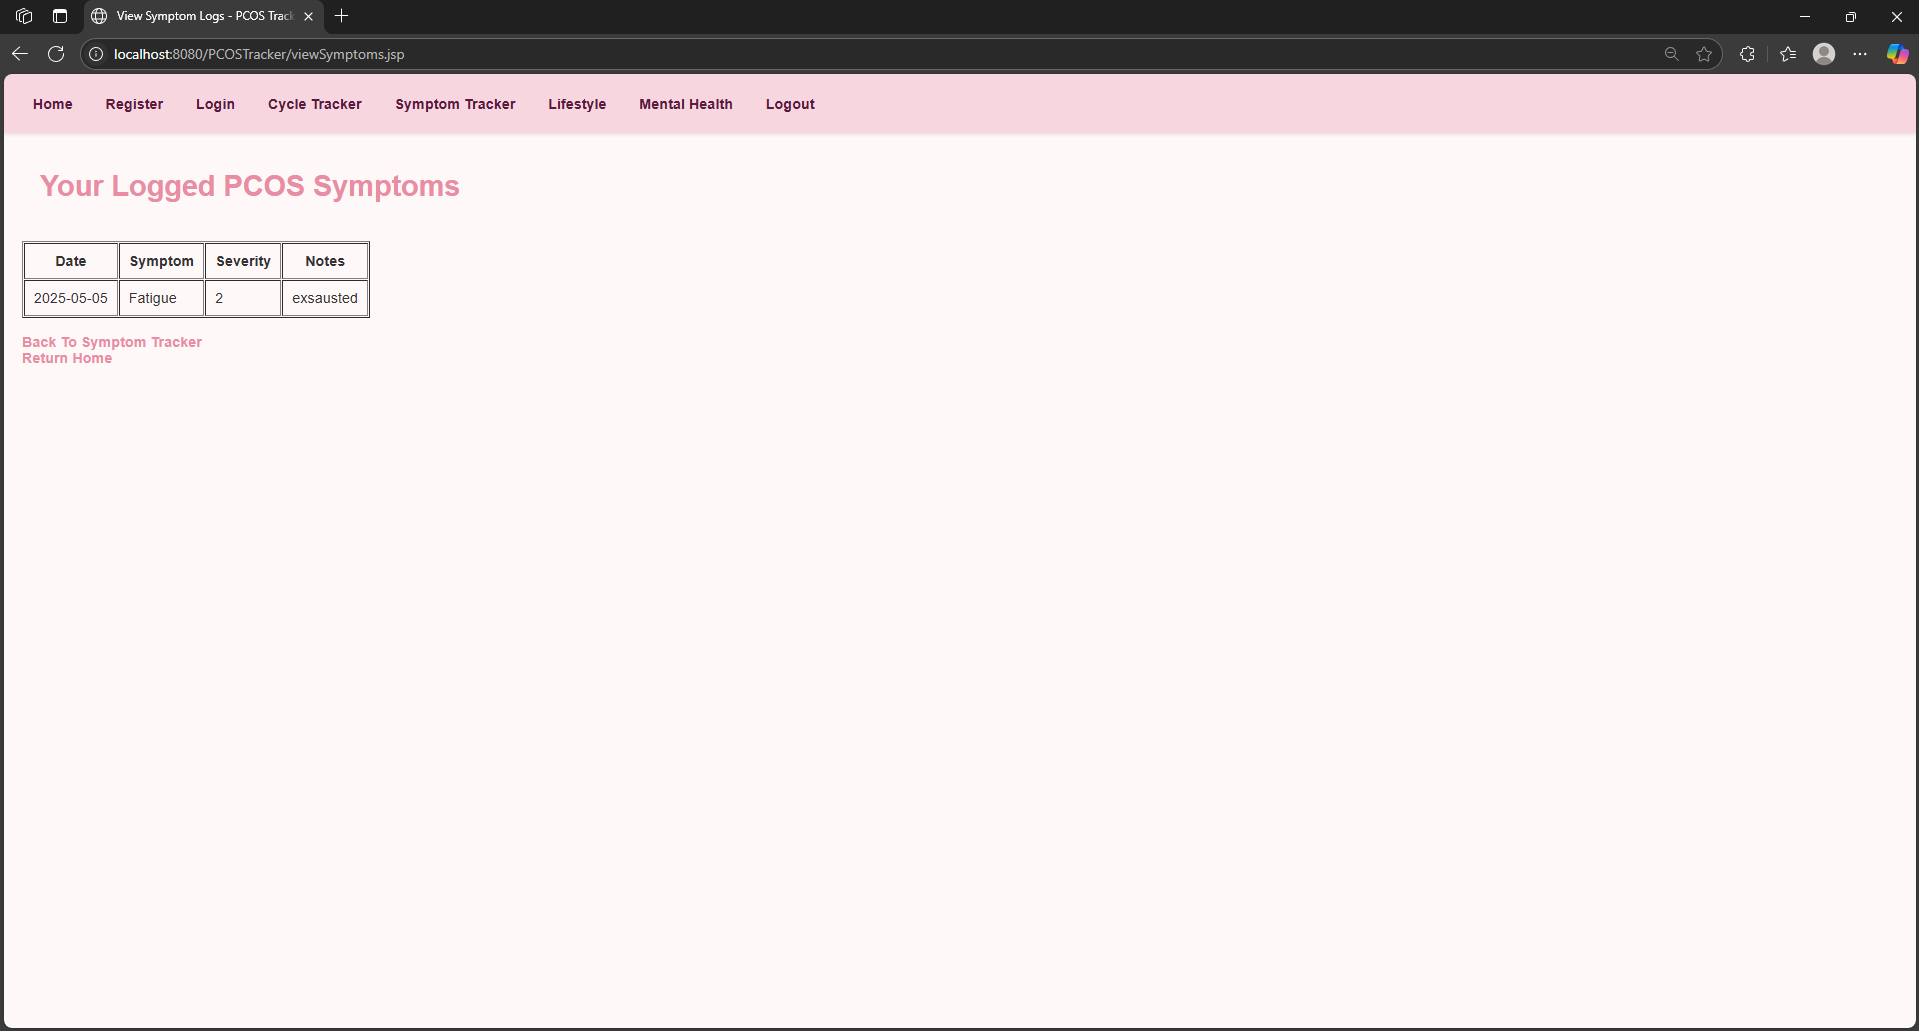 View Symptom Logs - PCOS Track
localhost:8080/PCOSTracker/viewSymptoms.jsp
Home Register Login Cycle Tracker Symptom Tracker Lifestyle Mental Health Logout
Your Logged PCOS Symptoms
Date Symptom Severity Notes
2025-05-05 Fatigue 2 exsausted
Back To Symptom Tracker
Return Home